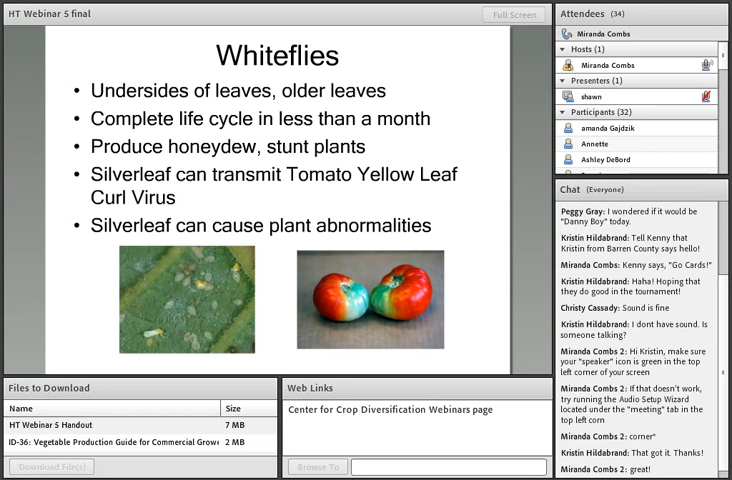 HT Webinar 5 final
Full Screen
Whiteflies
• Undersides of leaves, older leaves
• Complete life cycle in less than a month
• Produce honeydew, stunt plants
• Silverleaf can transmit Tomato Yellow Leaf
Curl Virus
• Silverleaf can cause plant abnormalities
Files to Download
Name Size
HT Webinar 5 Handout 7 MB
ID-36: Vegetable Production Guide for Commercial Growe 2 MB
Download File(s)
Web Links
Center for Crop Diversification Webinars page
Browse To
Attendees (34)
Miranda Combs
Hosts (1)
Miranda Combs
Presenters (1)
shawn
Participants (32)
amanda Gajdzik
Annette
Ashley DeBord
Chat (Everyone)
Peggy Gray: I wondered if it would be
"Danny Boy" today.
Kristin Hildabrand: Tell Kenny that
Kristin from Barren County says hello!
Miranda Combs: Kenny says, "Go Cards!"
Kristin Hildabrand: Haha! Hoping that
they do good in the tournament!
Christy Cassady: Sound is fine
Kristin Hildabrand: I dont have sound. Is
someone talking?
Miranda Combs 2: Hi Kristin, make sure
your "speaker" icon is green in the top
left corner of your screen
Miranda Combs 2: If that doesn't work,
try running the Audio Setup Wizard
located under the "meeting" tab in the
top left corn
Miranda Combs 2: corner*
Kristin Hildabrand: That got it. Thanks!
Miranda Combs 2: great!